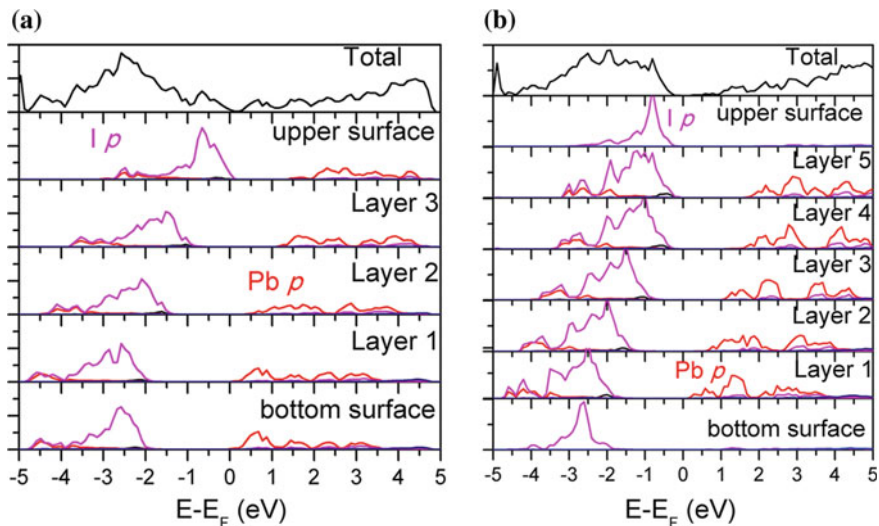 (a)
Total
upper surface
I p
Layer 3
Layer 2
Pb p
Layer 1
bottom surface
-5 -4 -3 -2 -1 0 1 2 3 4 5
E-E_F (eV)
(b)
Total
upper surface
I p
Layer 5
Layer 4
Layer 3
Layer 2
Layer 1
Pb p
bottom surface
-5 -4 -3 -2 -1 0 1 2 3 4 5
E-E_F (eV)